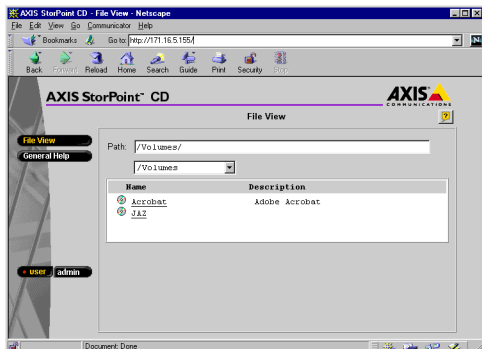 AXIS StorPoint CD - File View - Netscape
File Edit View Go Communicator Help
Bookmarks Go to: http://171.16.5.155/
N
Back Forward Reload Home Search Guide Print Security Stop
AXIS StorPoint™ CD
AXIS
COMMUNICATIONS
File View
?
File View
General Help
Path: /Volumes/
/Volumes
Name Description
Acrobat Adobe Acrobat
JAZ
user admin
Document: Done